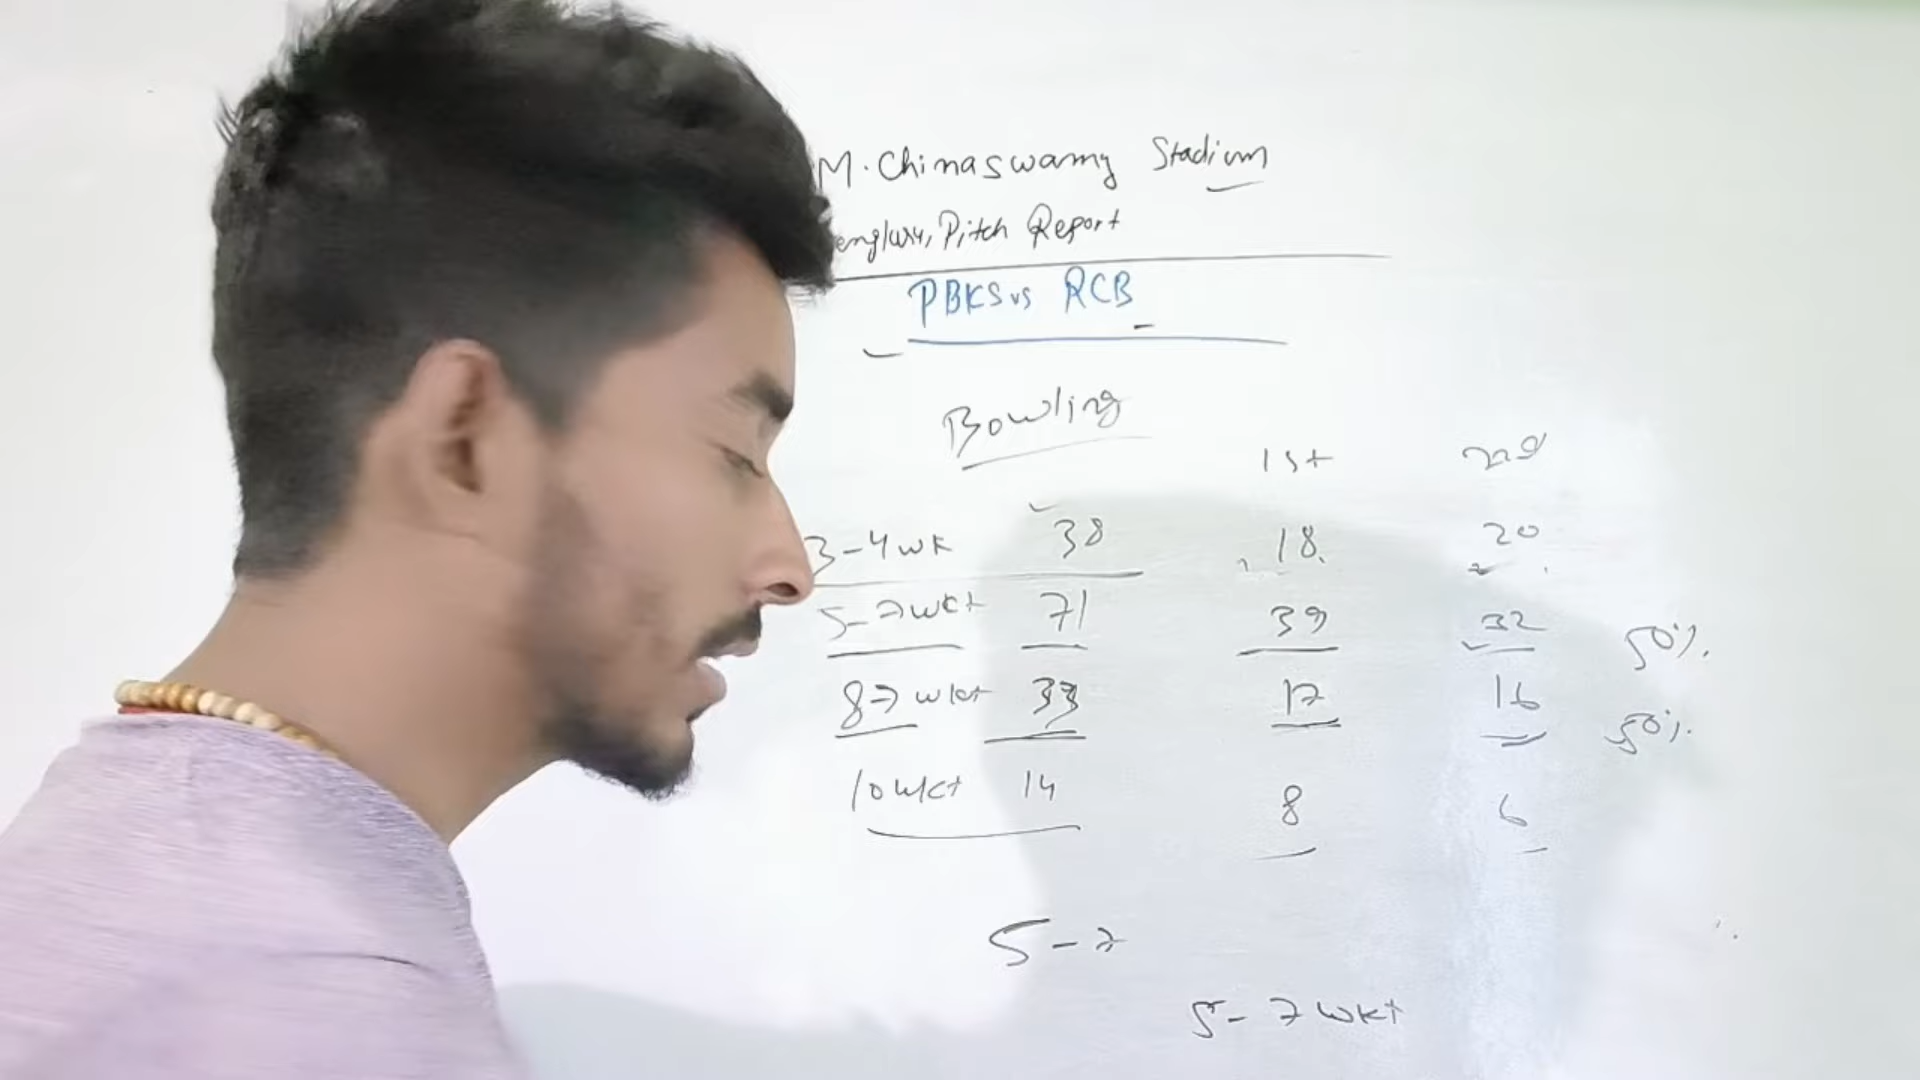 M. Chinaswamy Stadium
engluru, Pitch Report
PBKS vs RCB
Bowling
1st 2nd
3-4 wk 38 18 20
5-7 wkt 71 39 32 50%.
8-9 wkt 33 17 16 50%.
10 wkt 14 8 6
5-7
5-7 wkt